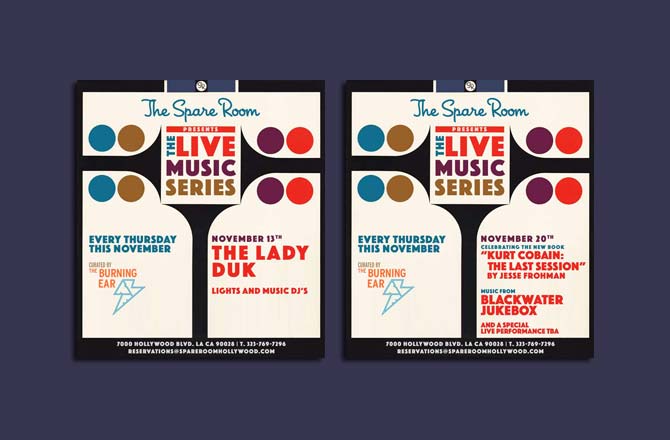 SR
The Spare Room
PRESENTS
THE LIVE
MUSIC
SERIES
EVERY THURSDAY
THIS NOVEMBER
CURATED BY
THE BURNING
EAR
NOVEMBER 13TH
THE LADY
DUK
LIGHTS AND MUSIC DJ'S
7000 HOLLYWOOD BLVD. LA CA 90028 | T. 323-769-7296
RESERVATIONS@SPAREROOMHOLLYWOOD.COM
SR
The Spare Room
PRESENTS
THE LIVE
MUSIC
SERIES
EVERY THURSDAY
THIS NOVEMBER
CURATED BY
THE BURNING
EAR
NOVEMBER 20TH
CELEBRATING THE NEW BOOK
"KURT COBAIN:
THE LAST SESSION"
BY JESSE FROHMAN
MUSIC FROM
BLACKWATER
JUKEBOX
AND A SPECIAL
LIVE PERFORMANCE TBA
7000 HOLLYWOOD BLVD. LA CA 90028 | T. 323-769-7296
RESERVATIONS@SPAREROOMHOLLYWOOD.COM